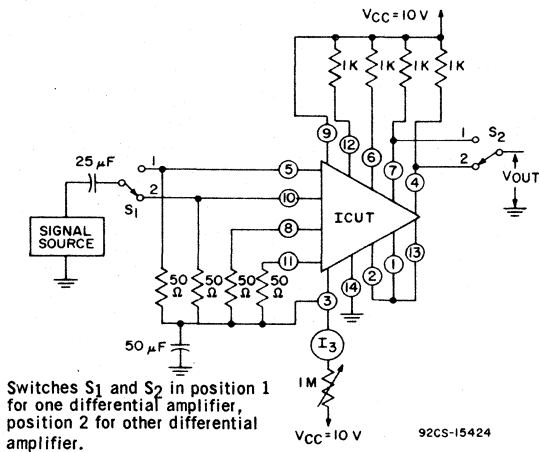 VCC = 10 V
1K
1K
1K
1K
9
12
6
7
4
1
S2
2
VOUT
25 µF
1
2
S1
SIGNAL
SOURCE
5
10
8
11
ICUT
50
Ω
50
Ω
50
Ω
50
Ω
3
14
2
1
13
50 µF
I3
1M
VCC = 10 V
Switches S1 and S2 in position 1
for one differential amplifier,
position 2 for other differential
amplifier.
92CS-15424